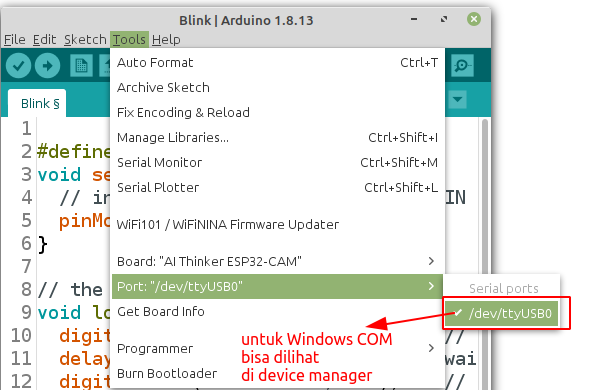 Blink | Arduino 1.8.13
File Edit Sketch Tools Help
Auto Format Ctrl+T
Archive Sketch
Fix Encoding & Reload
Manage Libraries... Ctrl+Shift+I
Serial Monitor Ctrl+Shift+M
Serial Plotter Ctrl+Shift+L
WiFi101 / WiFiNINA Firmware Updater
Board: "AI Thinker ESP32-CAM"
Port: "/dev/ttyUSB0"
Get Board Info
Programmer
Burn Bootloader
Serial ports
✔ /dev/ttyUSB0
untuk Windows COM
bisa dilihat
di device manager
Blink §
1
2 #define
3 void se
4 // in IN
5 pinMo
6 }
7
8 // the
9 void lo
10 digit //
11 delay wai
12 digit //